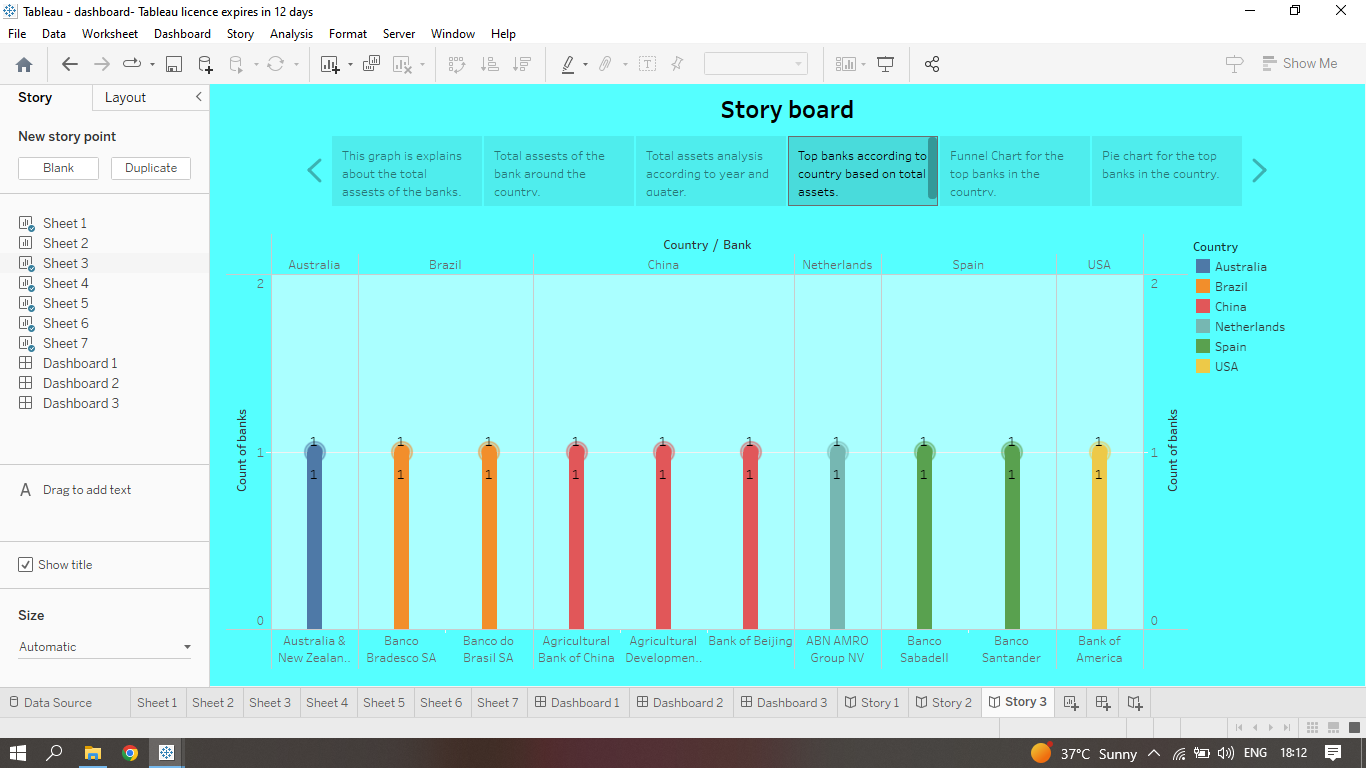 Tableau - dashboard- Tableau licence expires in 12 days
File Data Worksheet Dashboard Story Analysis Format Server Window Help
Show Me
Story Layout
New story point
Blank Duplicate
Sheet 1
Sheet 2
Sheet 3
Sheet 4
Sheet 5
Sheet 6
Sheet 7
Dashboard 1
Dashboard 2
Dashboard 3
A Drag to add text
Show title
Size
Automatic
Story board
This graph is explains
about the total
assests of the banks.
Total assests of the
bank around the
country.
Total assets analysis
according to year and
quater.
Top banks according to
country based on total
assets.
Funnel Chart for the
top banks in the
country.
Pie chart for the top
banks in the country.
Country / Bank
Australia Brazil China Netherlands Spain USA
2 2
1 1 1 1 1 1 1 1 1 1
1 1
1 1 1 1 1 1 1 1 1 1
0 0
Count of banks
Count of banks
Australia &
New Zealan..
Banco
Bradesco SA
Banco do
Brasil SA
Agricultural
Bank of China
Agricultural
Developmen..
Bank of Beijing
ABN AMRO
Group NV
Banco
Sabadell
Banco
Santander
Bank of
America
Country
Australia
Brazil
China
Netherlands
Spain
USA
Data Source Sheet 1 Sheet 2 Sheet 3 Sheet 4 Sheet 5 Sheet 6 Sheet 7 Dashboard 1 Dashboard 2 Dashboard 3 Story 1 Story 2 Story 3
37°C Sunny ENG 18:12